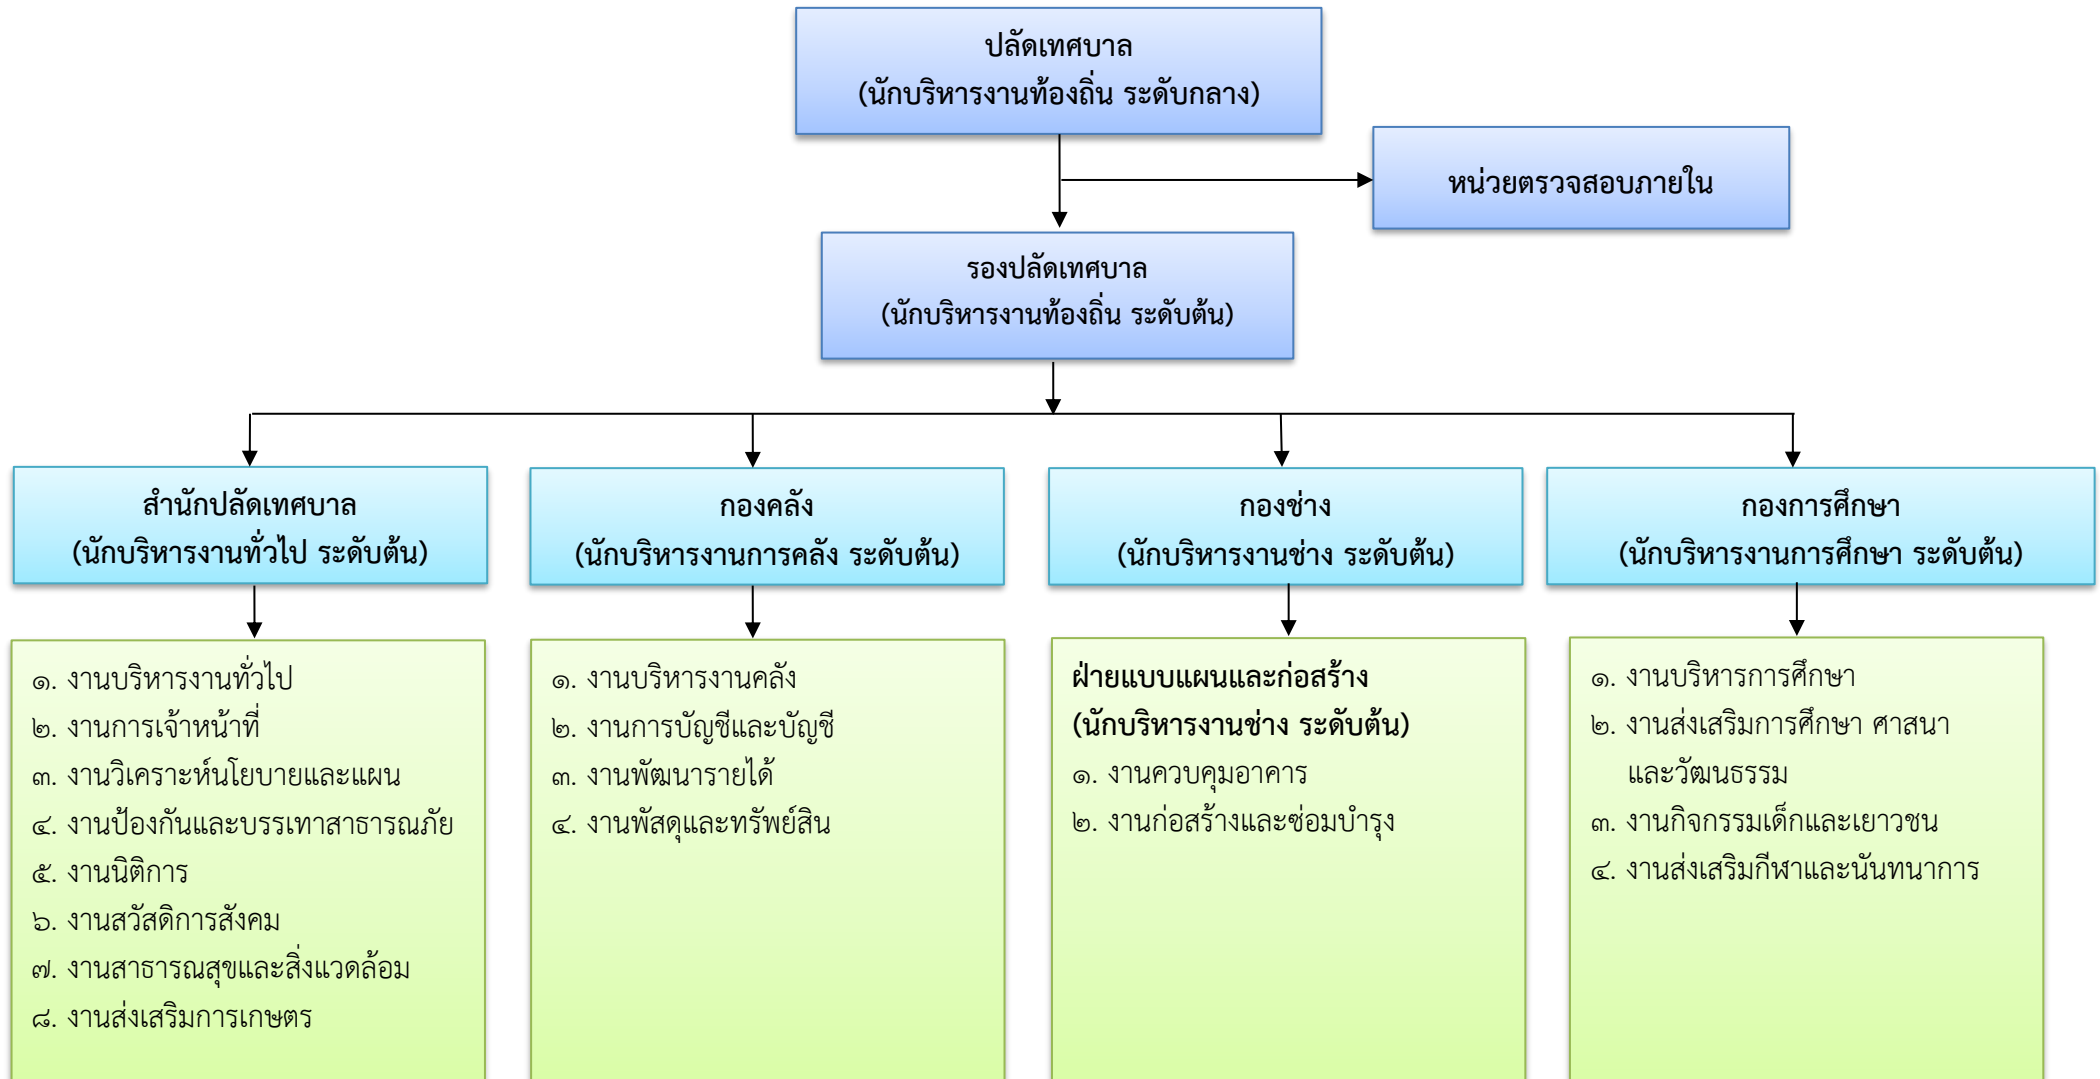 ปลัดเทศบาล
(นักบริหารงานท้องถิ่น ระดับกลาง)
หน่วยตรวจสอบภายใน
รองปลัดเทศบาล
(นักบริหารงานท้องถิ่น ระดับต้น)
สำนักปลัดเทศบาล
(นักบริหารงานทั่วไป ระดับต้น)
กองคลัง
(นักบริหารงานการคลัง ระดับต้น)
กองช่าง
(นักบริหารงานช่าง ระดับต้น)
กองการศึกษา
(นักบริหารงานการศึกษา ระดับต้น)
๑. งานบริหารงานทั่วไป
๒. งานการเจ้าหน้าที่
๓. งานวิเคราะห์นโยบายและแผน
๔. งานป้องกันและบรรเทาสาธารณภัย
๕. งานนิติการ
๖. งานสวัสดิการสังคม
๗. งานสาธารณสุขและสิ่งแวดล้อม
๘. งานส่งเสริมการเกษตร
๑. งานบริหารงานคลัง
๒. งานการบัญชีและบัญชี
๓. งานพัฒนารายได้
๔. งานพัสดุและทรัพย์สิน
ฝ่ายแบบแผนและก่อสร้าง
(นักบริหารงานช่าง ระดับต้น)
๑. งานควบคุมอาคาร
๒. งานก่อสร้างและซ่อมบำรุง
๑. งานบริหารการศึกษา
๒. งานส่งเสริมการศึกษา ศาสนา
และวัฒนธรรม
๓. งานกิจกรรมเด็กและเยาวชน
๔. งานส่งเสริมกีฬาและนันทนาการ